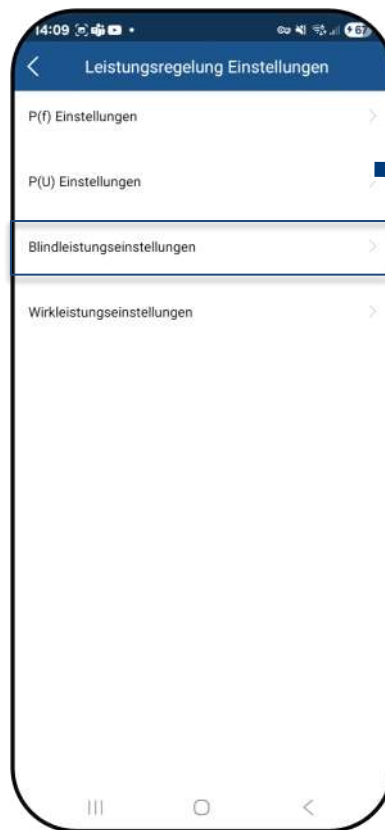 14:09
Leistungsregelung Einstellungen
P(f) Einstellungen
P(U) Einstellungen
Blindleistungseinstellungen
Wirkleistungseinstellungen